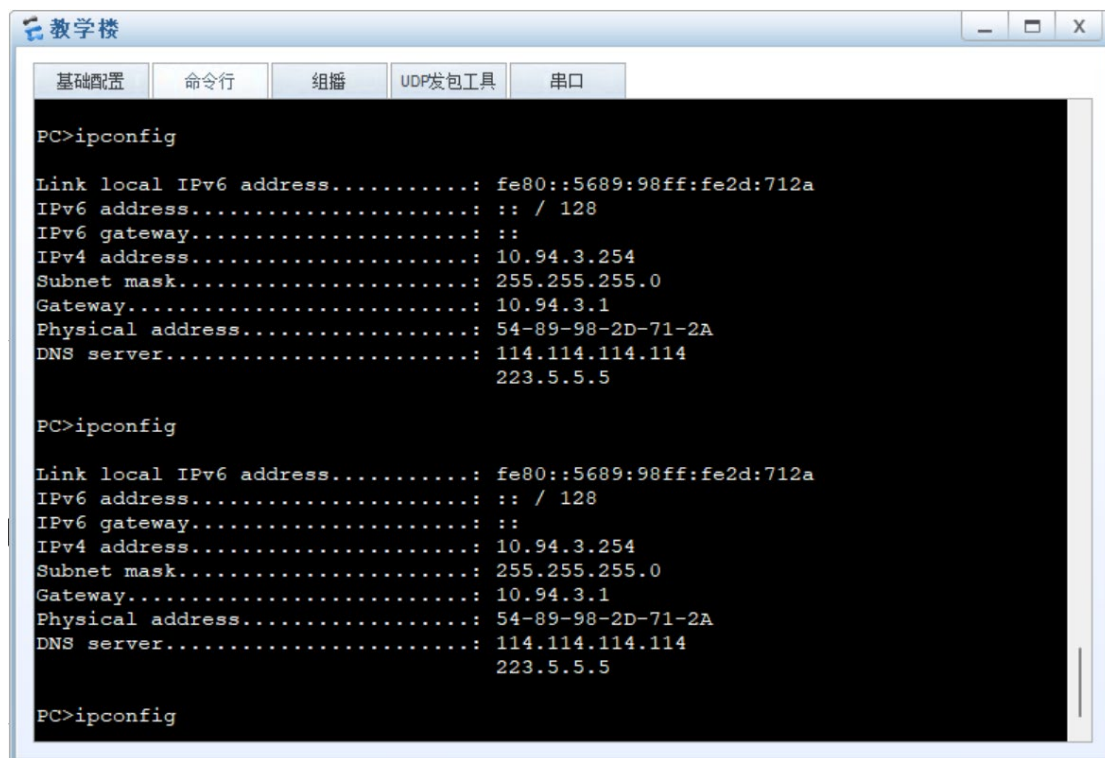 教学楼
基础配置 命令行 组播 UDP发包工具 串口
PC>ipconfig
Link local IPv6 address...........: fe80::5689:98ff:fe2d:712a
IPv6 address......................: :: / 128
IPv6 gateway......................: ::
IPv4 address......................: 10.94.3.254
Subnet mask.......................: 255.255.255.0
Gateway...........................: 10.94.3.1
Physical address..................: 54-89-98-2D-71-2A
DNS server........................: 114.114.114.114
223.5.5.5
PC>ipconfig
Link local IPv6 address...........: fe80::5689:98ff:fe2d:712a
IPv6 address......................: :: / 128
IPv6 gateway......................: ::
IPv4 address......................: 10.94.3.254
Subnet mask.......................: 255.255.255.0
Gateway...........................: 10.94.3.1
Physical address..................: 54-89-98-2D-71-2A
DNS server........................: 114.114.114.114
223.5.5.5
PC>ipconfig